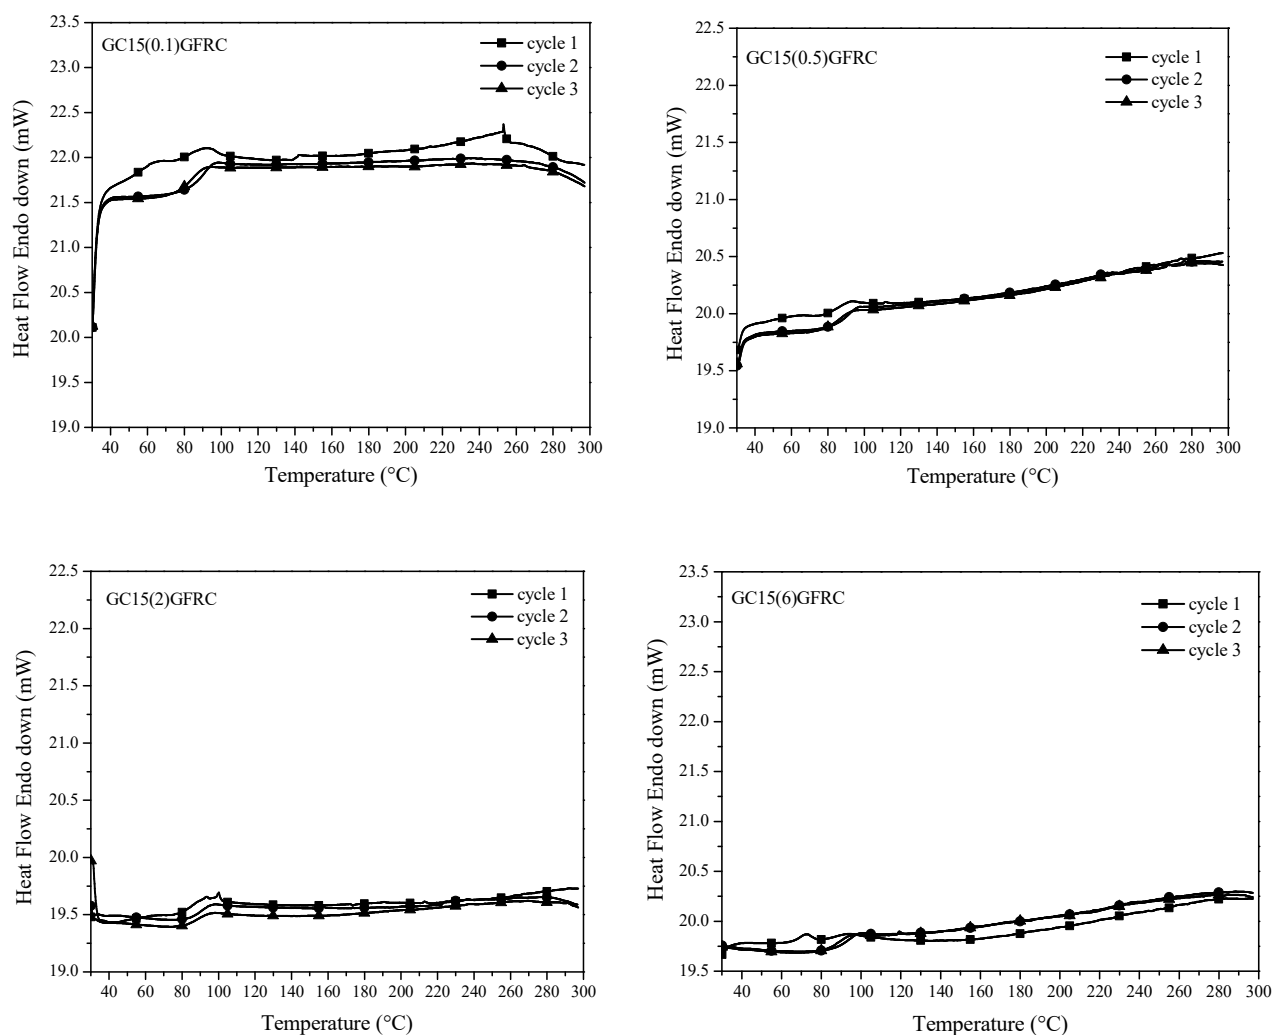 GC15(0.1)GFRC
cycle 1
cycle 2
cycle 3
23.5
23.0
22.5
22.0
21.5
21.0
20.5
20.0
19.5
19.0
Heat Flow Endo down (mW)
40 60 80 100 120 140 160 180 200 220 240 260 280 300
Temperature (°C)
GC15(0.5)GFRC
cycle 1
cycle 2
cycle 3
22.5
22.0
21.5
21.0
20.5
20.0
19.5
19.0
Heat Flow Endo down (mW)
40 60 80 100 120 140 160 180 200 220 240 260 280 300
Temperature (°C)
GC15(2)GFRC
cycle 1
cycle 2
cycle 3
22.5
22.0
21.5
21.0
20.5
20.0
19.5
19.0
Heat Flow Endo down (mW)
40 60 80 100 120 140 160 180 200 220 240 260 280 300
Temperature (°C)
GC15(6)GFRC
cycle 1
cycle 2
cycle 3
23.5
23.0
22.5
22.0
21.5
21.0
20.5
20.0
19.5
Heat Flow Endo down (mW)
40 60 80 100 120 140 160 180 200 220 240 260 280 300
Temperature (°C)